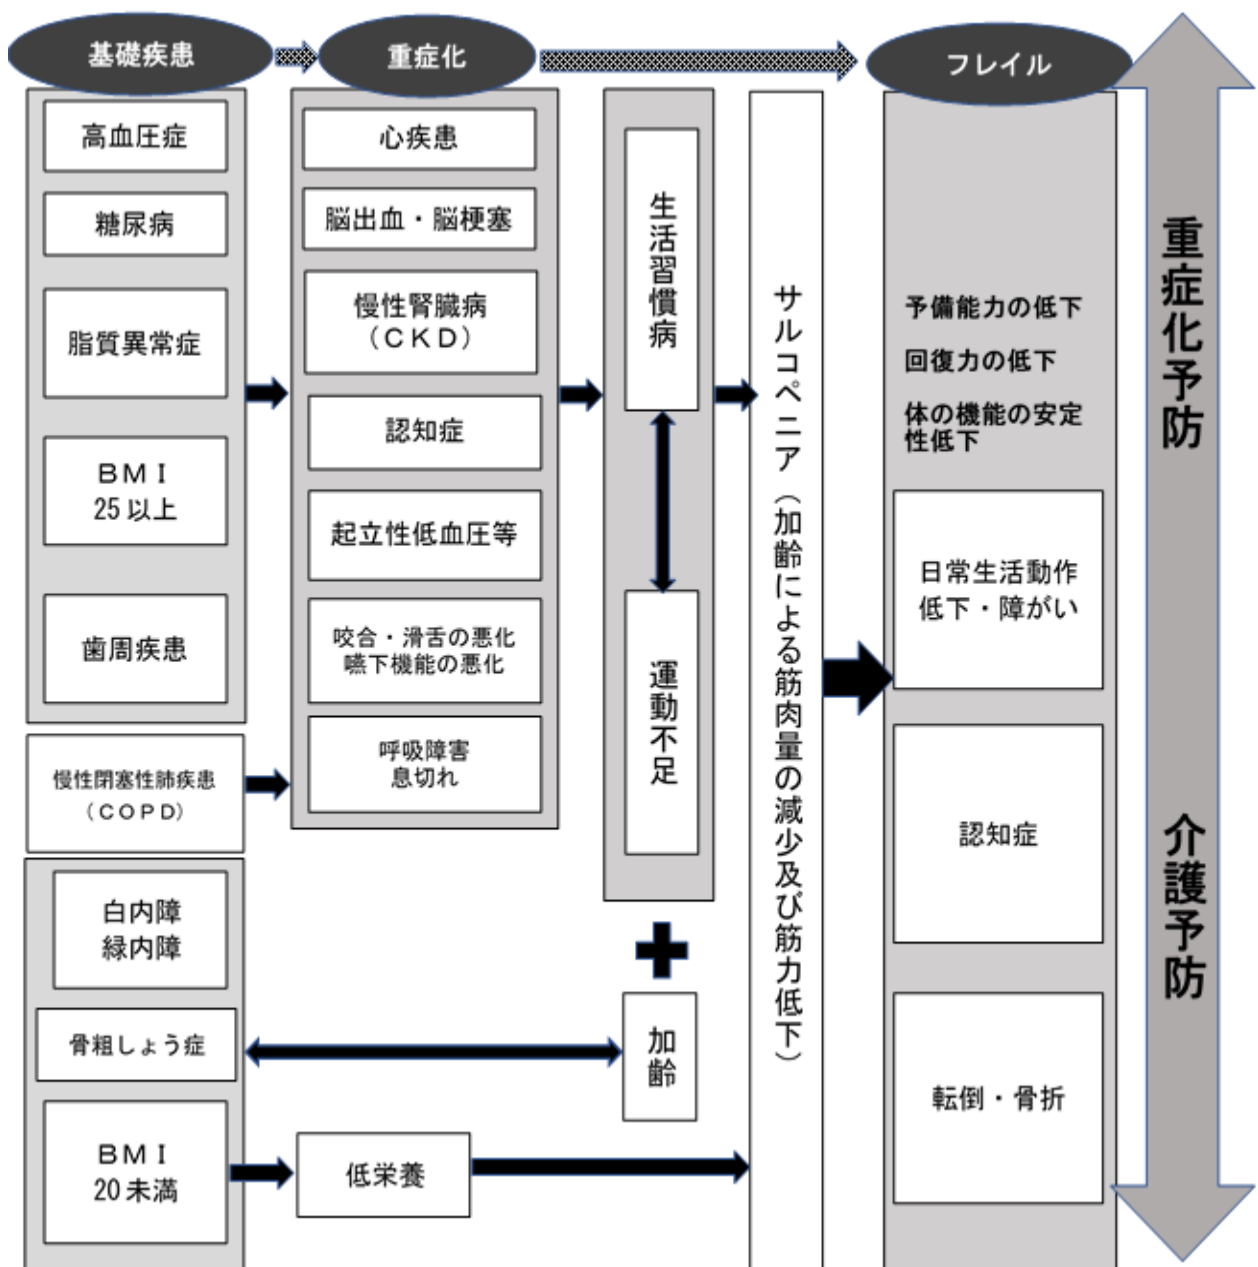 基礎疾患
高血圧症
糖尿病
脂質異常症
ＢＭＩ
25以上
歯周疾患
慢性閉塞性肺疾患
（ＣＯＰＤ）
白内障
緑内障
骨粗しょう症
ＢＭＩ
20未満
重症化
心疾患
脳出血・脳梗塞
慢性腎臓病
（ＣＫＤ）
認知症
起立性低血圧等
咬合・滑舌の悪化
嚥下機能の悪化
呼吸障害
息切れ
低栄養
生活習慣病
運動不足
加齢
サルコペニア（加齢による筋肉量の減少及び筋力低下）
フレイル
予備能力の低下
回復力の低下
体の機能の安定
性低下
日常生活動作
低下・障がい
認知症
転倒・骨折
重症化予防
介護予防